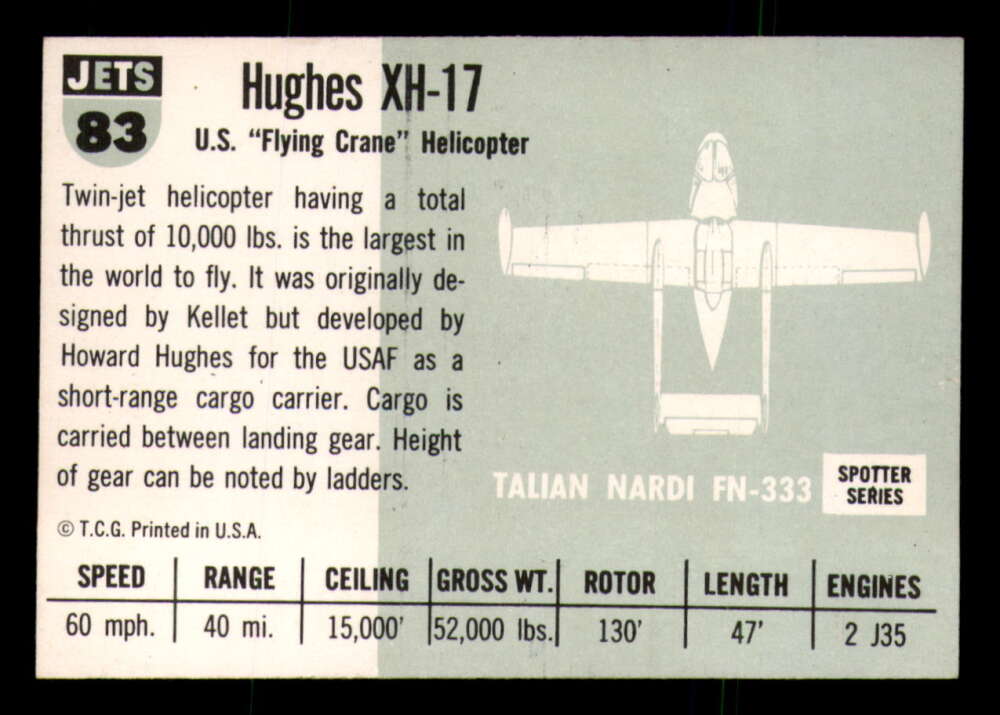 JETS
83
Hughes XH-17
U.S. "Flying Crane" Helicopter
Twin-jet helicopter having a total
thrust of 10,000 lbs. is the largest in
the world to fly. It was originally de-
signed by Kellet but developed by
Howard Hughes for the USAF as a
short-range cargo carrier. Cargo is
carried between landing gear. Height
of gear can be noted by ladders.
© T.C.G. Printed in U.S.A.
TALIAN NARDI FN-333
SPOTTER
SERIES
SPEED RANGE CEILING GROSS WT. ROTOR LENGTH ENGINES
60 mph. 40 mi. 15,000' 52,000 lbs. 130' 47' 2 J35